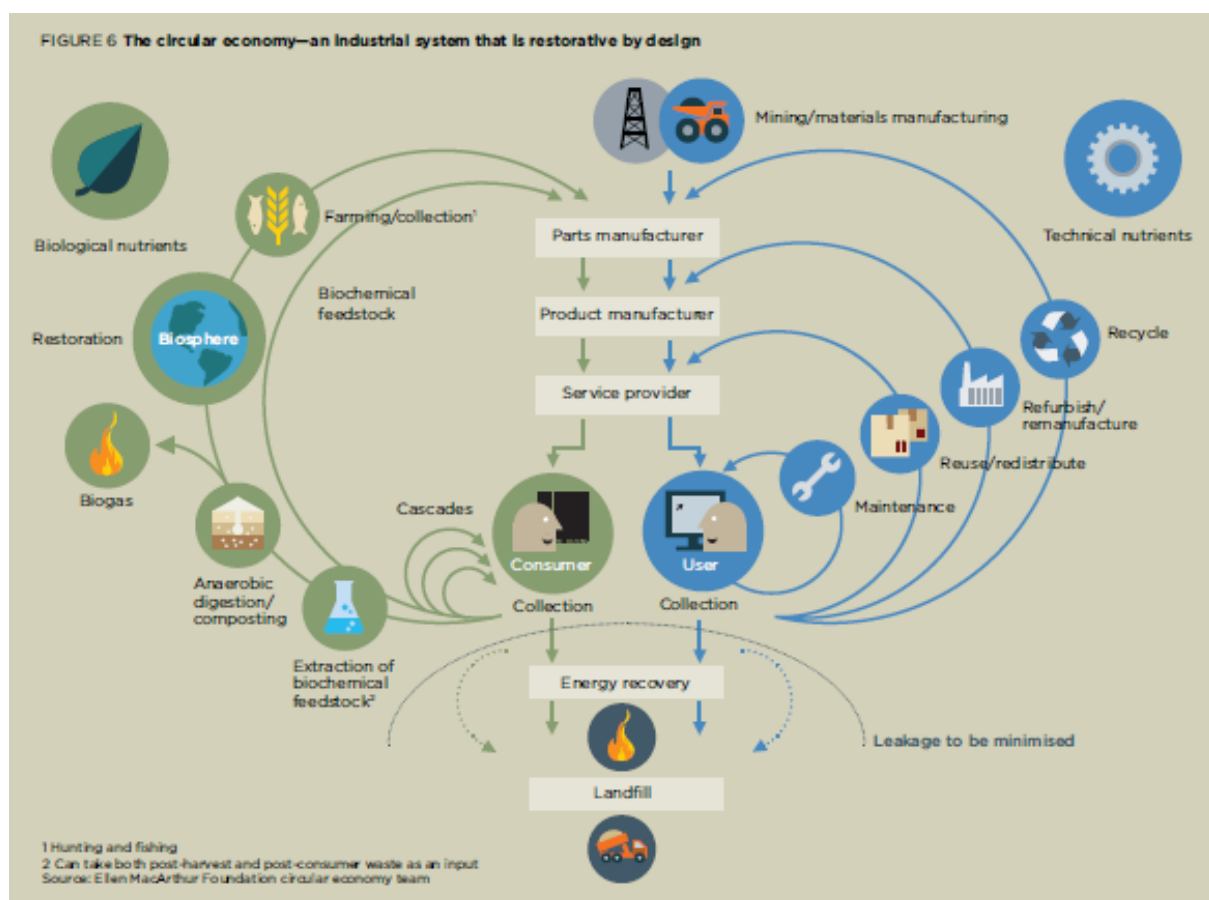 FIGURE 6 The circular economy—an industrial system that is restorative by design
Mining/materials manufacturing
Biological nutrients
Farming/collection¹
Parts manufacturer
Technical nutrients
Biochemical
feedstock
Product manufacturer
Restoration
Biosphere
Recycle
Service provider
Refurbish/
remanufacture
Reuse/redistribute
Biogas
Cascades
Maintenance
Consumer
User
Anaerobic
digestion/
composting
Collection
Collection
Extraction of
biochemical
feedstock²
Energy recovery
Leakage to be minimised
Landfill
1 Hunting and fishing
2 Can take both post-harvest and post-consumer waste as an input
Source: Ellen MacArthur Foundation circular economy team